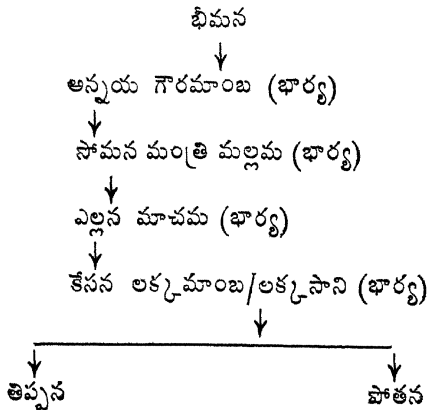 భీమన
అన్నయ గౌరమాంబ (భార్య)
సోమన మంత్రి మల్లమ (భార్య)
ఎల్లన మాచమ (భార్య)
కేసన లక్కమాంబ/లక్కసాని (భార్య)
తిప్పన పోతన